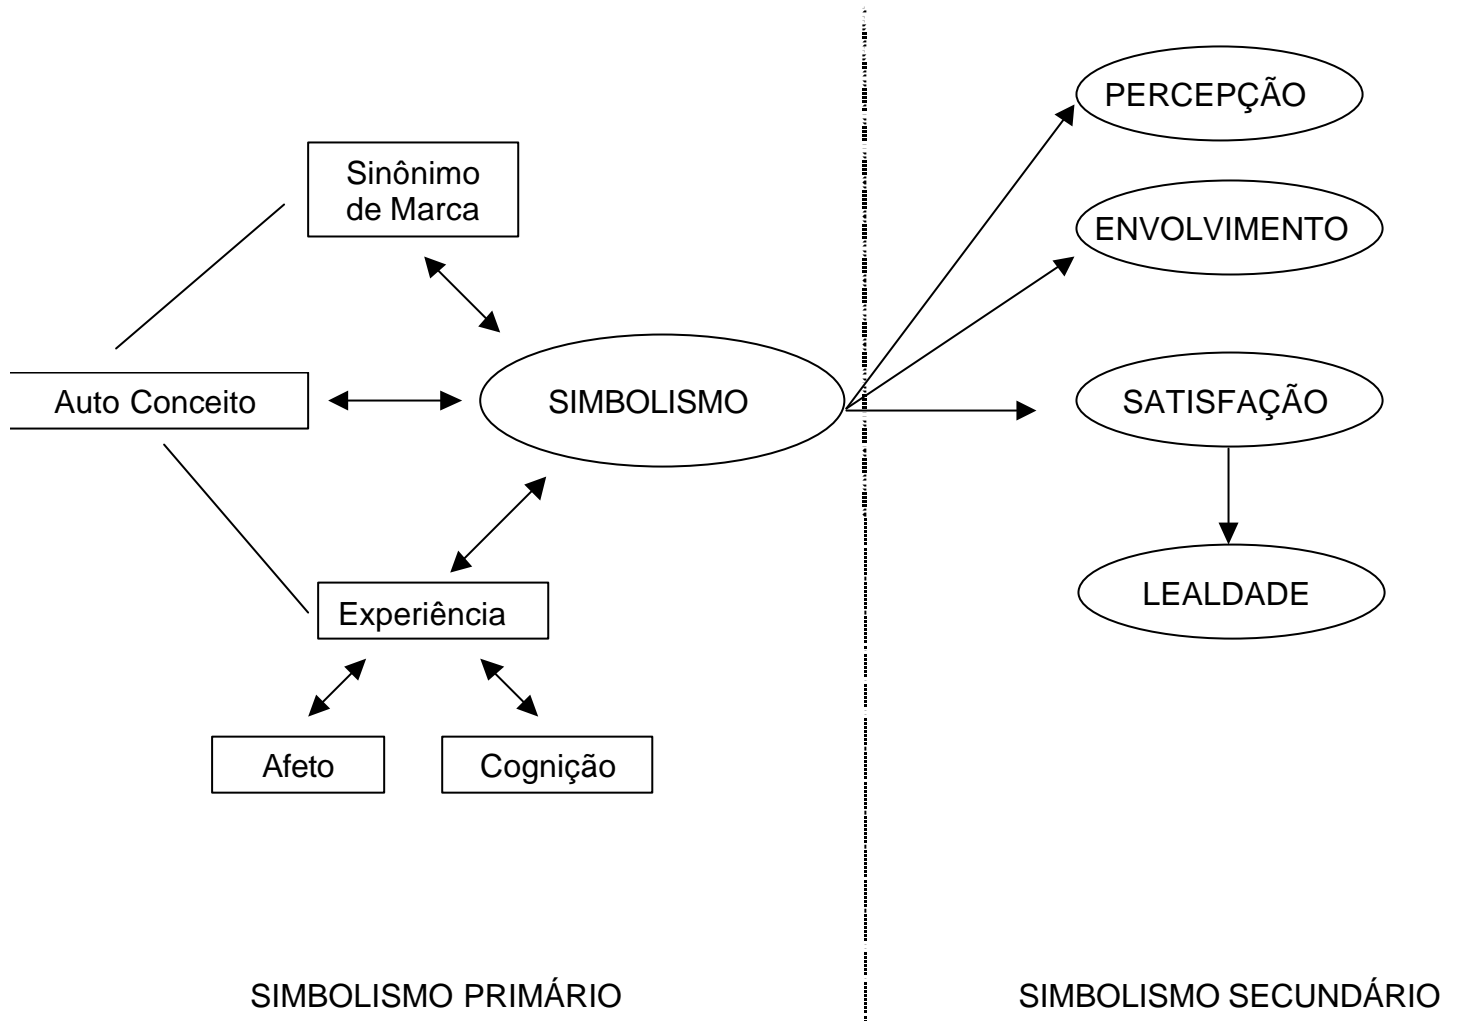 PERCEPÇÃO
Sinônimo
de Marca
ENVOLVIMENTO
Auto Conceito
SIMBOLISMO
SATISFAÇÃO
Experiência
LEALDADE
Afeto
Cognição
SIMBOLISMO PRIMÁRIO
SIMBOLISMO SECUNDÁRIO